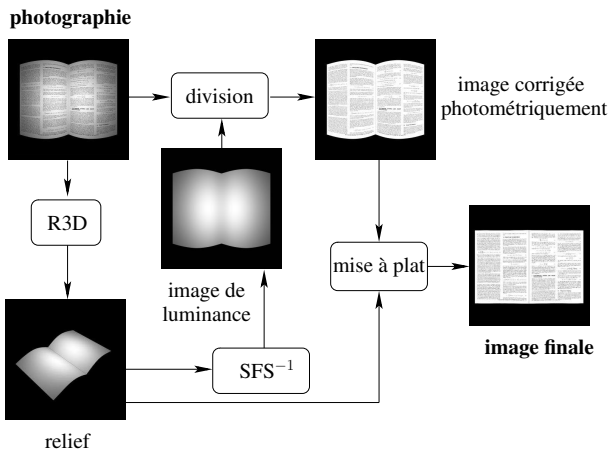 photographie
division
image corrigée
photométriquement
R3D
mise à plat
image de
luminance
image finale
SFS⁻¹
relief